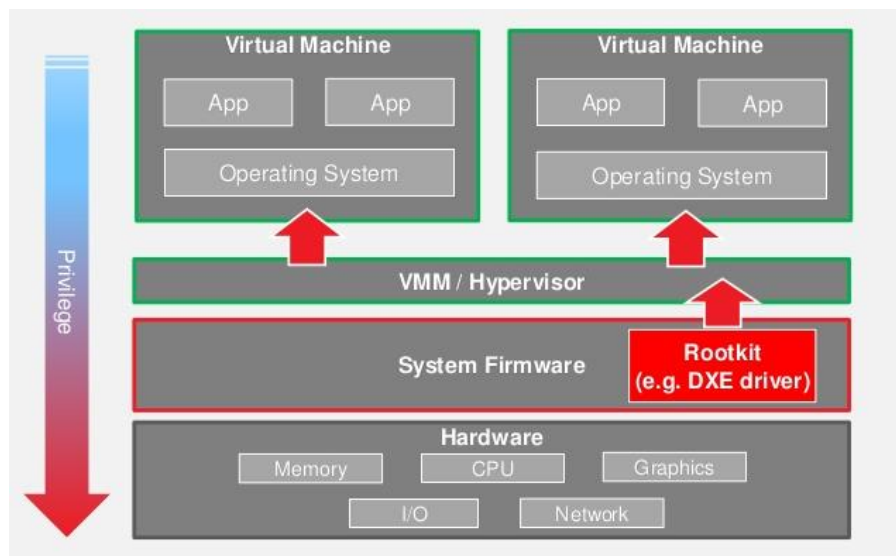 Virtual Machine
App
App
Operating System
Virtual Machine
App
App
Operating System
Privilege
VMM / Hypervisor
System Firmware
Rootkit
(e.g. DXE driver)
Hardware
Memory
CPU
Graphics
I/O
Network